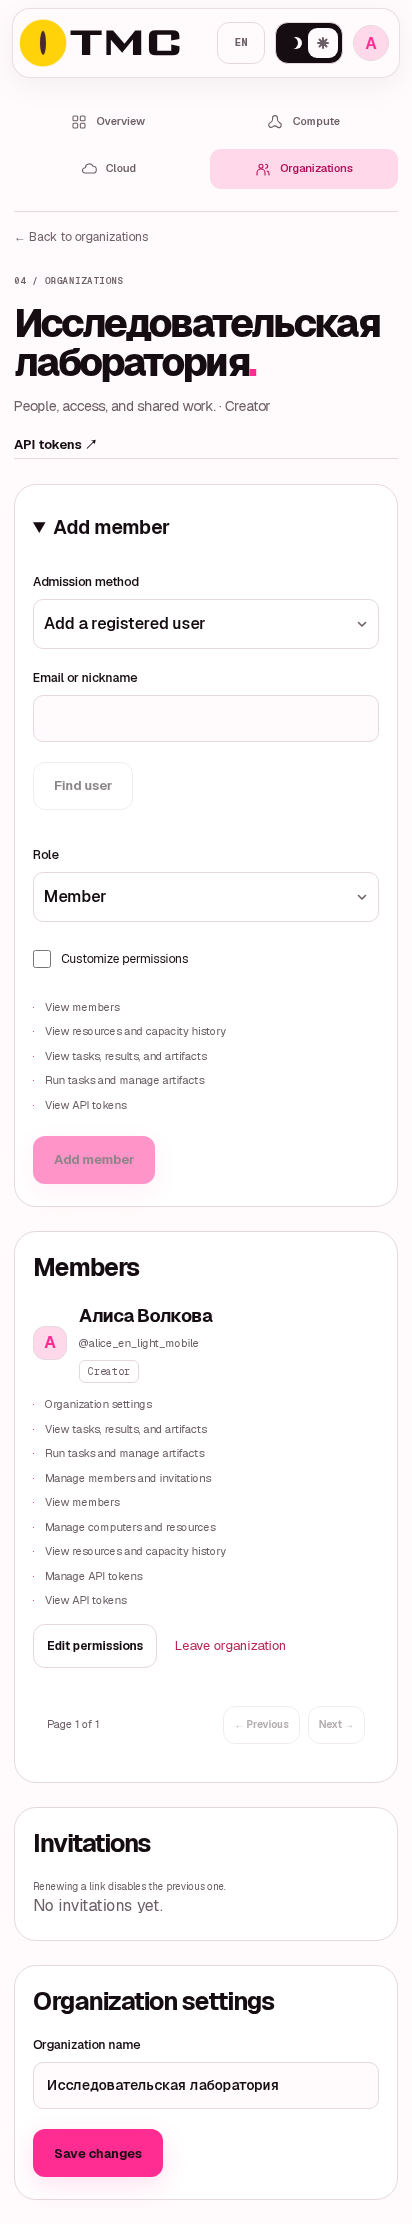 TMC
EN
A
Overview
Compute
Cloud
Organizations
← Back to organizations
04 / ORGANIZATIONS
Исследовательская
лаборатория.
People, access, and shared work. · Creator
API tokens ↗
▼ Add member
Admission method
Add a registered user
Email or nickname
Find user
Role
Member
Customize permissions
· View members
· View resources and capacity history
· View tasks, results, and artifacts
· Run tasks and manage artifacts
· View API tokens
Add member
Members
Алиса Волкова
A
@alice_en_light_mobile
Creator
· Organization settings
· View tasks, results, and artifacts
· Run tasks and manage artifacts
· Manage members and invitations
· View members
· Manage computers and resources
· View resources and capacity history
· Manage API tokens
· View API tokens
Edit permissions
Leave organization
Page 1 of 1
← Previous
Next →
Invitations
Renewing a link disables the previous one.
No invitations yet.
Organization settings
Organization name
Исследовательская лаборатория
Save changes